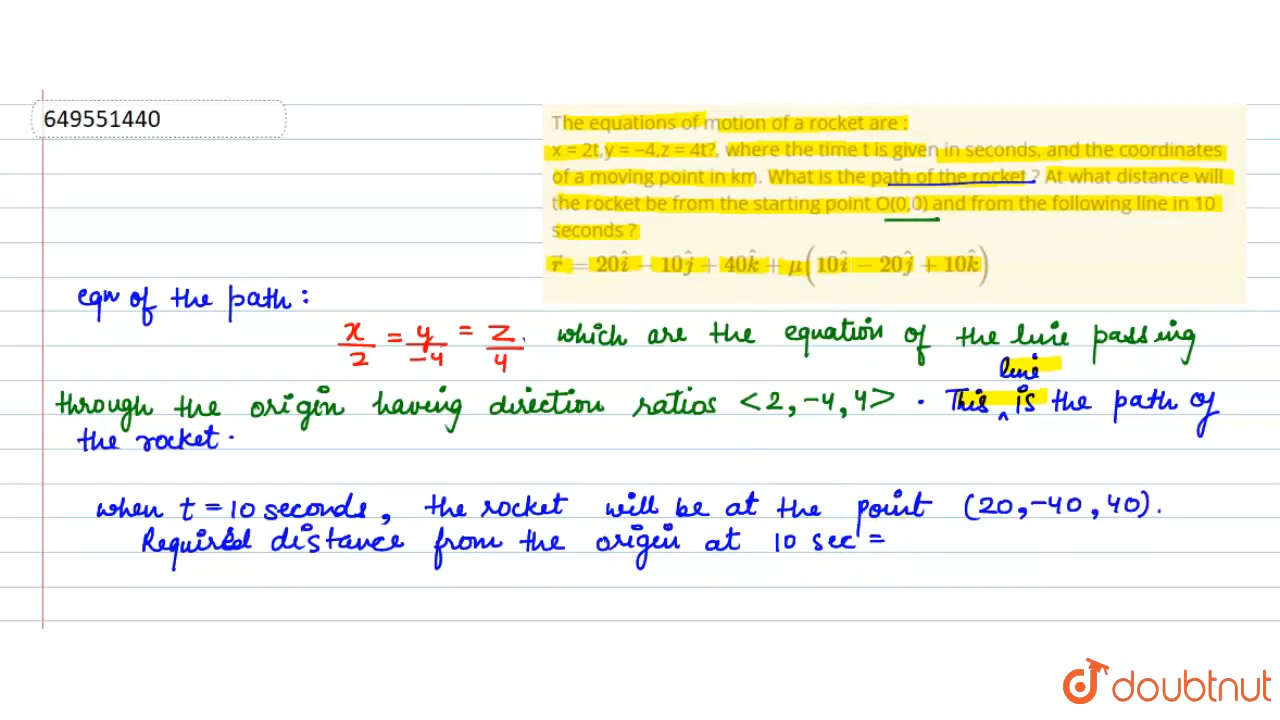 649551440
The equations of motion of a rocket are :
x = 2t,y = –4,z = 4t?, where the time t is given in seconds, and the coordinates
of a moving point in km. What is the path of the rocket ? At what distance will
the rocket be from the starting point O(0,0) and from the following line in 10
seconds ?
r⃗ = 20î − 10ĵ + 40k̂ + μ(10î − 20ĵ + 10k̂)
eqn of the path :
x/2 = y/-4 = z/4. which are the equation of the line passing
line
through the origin having direction ratios <2, -4, 4> . This ^ is the path of
the rocket.
when t = 10 seconds, the rocket will be at the point (20, -40, 40).
Required distance from the origin at 10 sec =
doubtnut